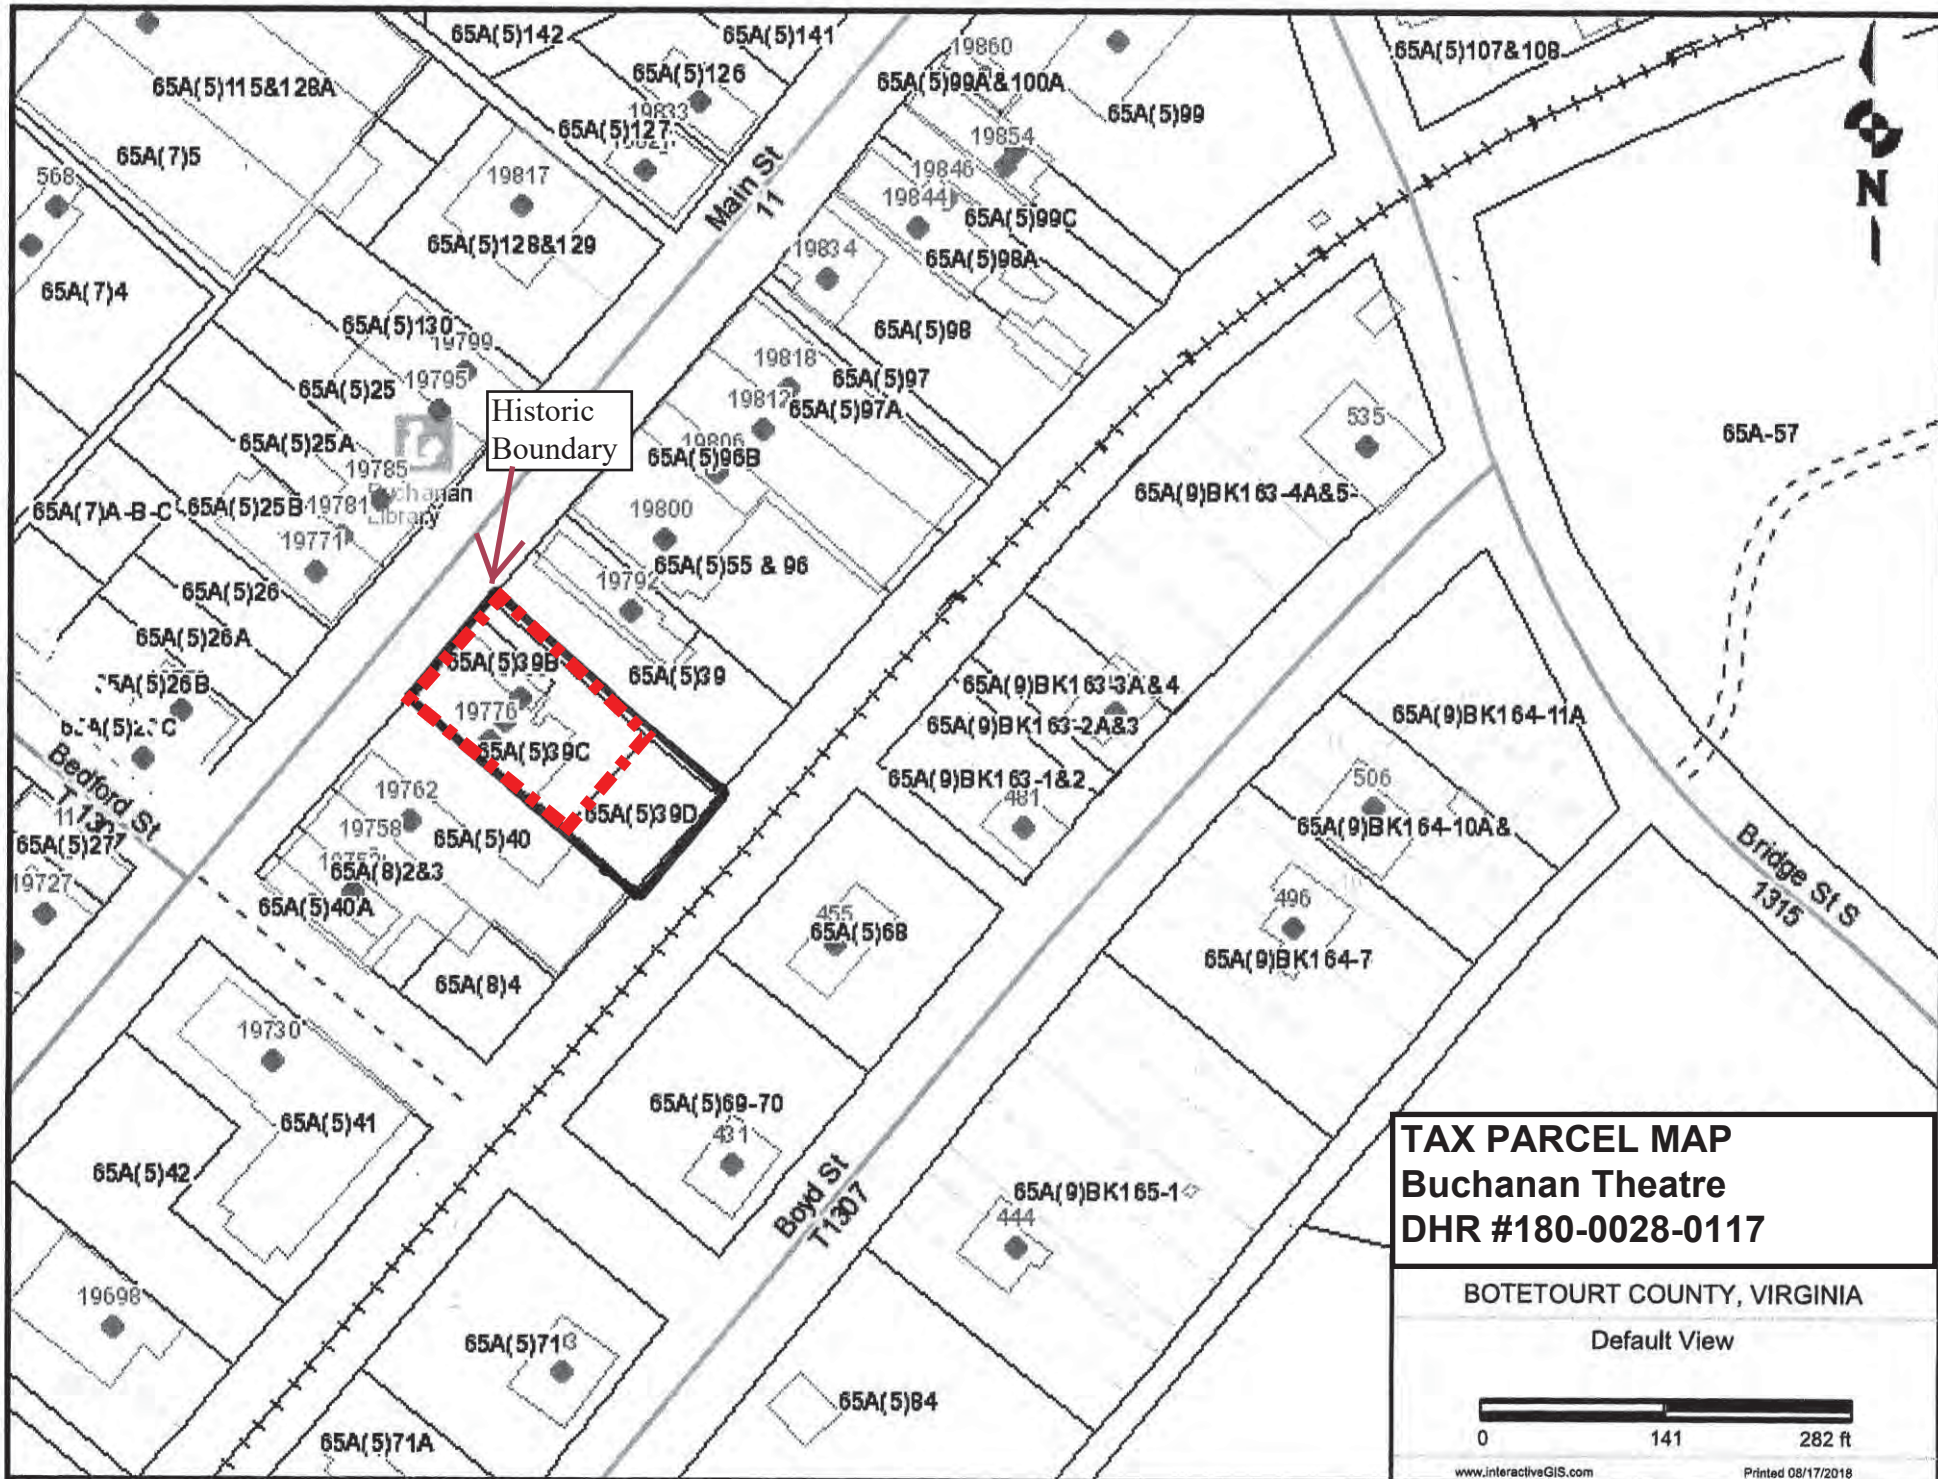 65A(5)142
65A(5)141
65A(5)126
19833
65A(5)127
65A(5)115&128A
65A(7)5
568
65A(7)4
19817
65A(5)128&129
Main St
11
19860
65A(5)99A&100A
65A(5)99
19854
19846
19844
65A(5)99C
65A(5)98A
65A(5)107&108
N
19834
65A(5)98
65A(5)130
19799
65A(5)25
19795
65A(5)25A
19785
Buchanan
Library
65A(7)A-B-C
65A(5)25B
19781
19771
65A(5)26
65A(5)26A
65A(5)26B
Historic
Boundary
19818
65A(5)97
19812
65A(5)97A
19806
65A(5)96B
19800
65A(5)55 & 96
19792
65A(5)39
65A(5)39B
19776
65A(5)39C
65A(5)39D
535
65A-57
65A(9)BK163-4A&5
65A(9)BK163-3A&4
65A(9)BK163-2A&3
65A(9)BK163-1&2
481
65A(9)BK164-11A
506
65A(9)BK164-10A&
496
65A(9)BK164-7
Bridge St S
1315
Bedford St
65A(5)27
19727
19762
19758
65A(5)40
65A(8)2&3
65A(5)40A
65A(8)4
455
65A(5)68
19730
65A(5)41
65A(5)42
65A(5)69-70
431
Boyd St
T1307
65A(9)BK165-1
444
19698
65A(5)71
65A(5)71A
65A(5)84
TAX PARCEL MAP
Buchanan Theatre
DHR #180-0028-0117
BOTETOURT COUNTY, VIRGINIA
Default View
0 141 282 ft
www.interactiveGIS.com Printed 08/17/2018